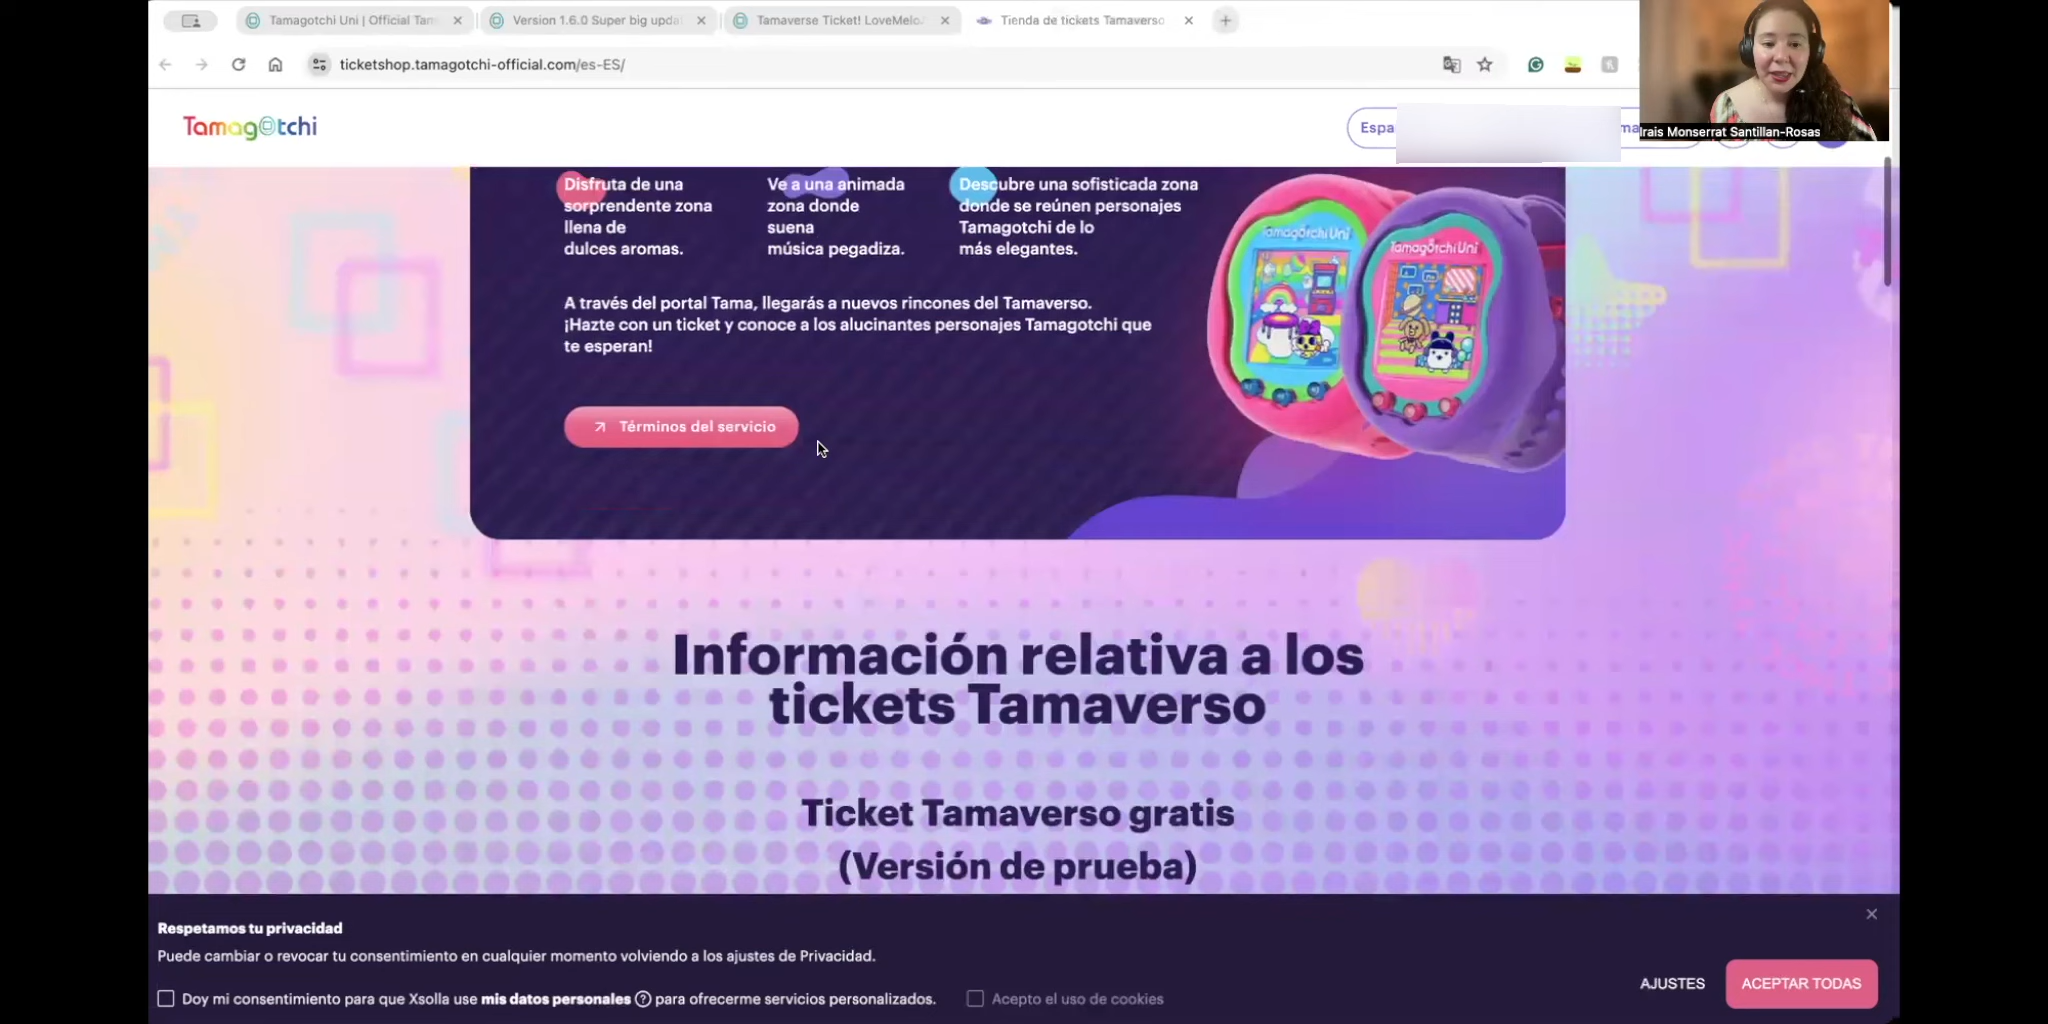 Tamagotchi Uni | Official Tam
Version 1.6.0 Super big upda
Tamaverse Ticket! LoveMelo
Tienda de tickets Tamaverso
ticketshop.tamagotchi-official.com/es-ES/
Tamagotchi
Espa
Irais Monserrat Santillan-Rosas
Disfruta de una
sorprendente zona
llena de
dulces aromas.
Ve a una animada
zona donde
suena
música pegadiza.
Descubre una sofisticada zona
donde se reúnen personajes
Tamagotchi de lo
más elegantes.
Tamagotchi Uni
Tamagotchi Uni
A través del portal Tama, llegarás a nuevos rincones del Tamaverso.
¡Hazte con un ticket y conoce a los alucinantes personajes Tamagotchi que
te esperan!
Términos del servicio
Información relativa a los
tickets Tamaverso
Ticket Tamaverso gratis
(Versión de prueba)
Respetamos tu privacidad
Puede cambiar o revocar tu consentimiento en cualquier momento volviendo a los ajustes de Privacidad.
Doy mi consentimiento para que Xsolla use mis datos personales ? para ofrecerme servicios personalizados.
Acepto el uso de cookies
AJUSTES
ACEPTAR TODAS